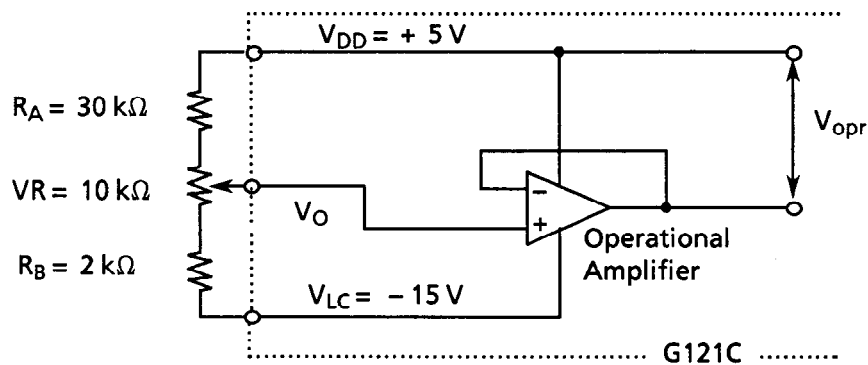 V_DD = + 5 V
R_A = 30 kΩ
V_opr
VR = 10 kΩ
−
V_O
+
Operational
Amplifier
R_B = 2 kΩ
V_LC = − 15 V
G121C